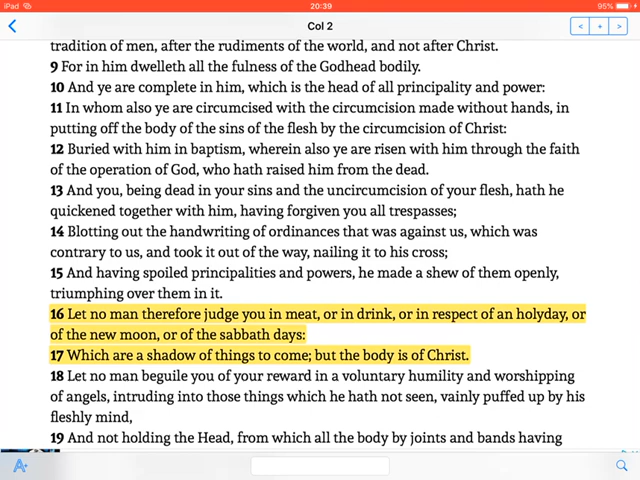 iPad
20:39
95%
Col 2
< + >
tradition of men, after the rudiments of the world, and not after Christ.
9 For in him dwelleth all the fulness of the Godhead bodily.
10 And ye are complete in him, which is the head of all principality and power:
11 In whom also ye are circumcised with the circumcision made without hands, in
putting off the body of the sins of the flesh by the circumcision of Christ:
12 Buried with him in baptism, wherein also ye are risen with him through the faith
of the operation of God, who hath raised him from the dead.
13 And you, being dead in your sins and the uncircumcision of your flesh, hath he
quickened together with him, having forgiven you all trespasses;
14 Blotting out the handwriting of ordinances that was against us, which was
contrary to us, and took it out of the way, nailing it to his cross;
15 And having spoiled principalities and powers, he made a shew of them openly,
triumphing over them in it.
16 Let no man therefore judge you in meat, or in drink, or in respect of an holyday, or
of the new moon, or of the sabbath days:
17 Which are a shadow of things to come; but the body is of Christ.
18 Let no man beguile you of your reward in a voluntary humility and worshipping
of angels, intruding into those things which he hath not seen, vainly puffed up by his
fleshly mind,
19 And not holding the Head, from which all the body by joints and bands having
A